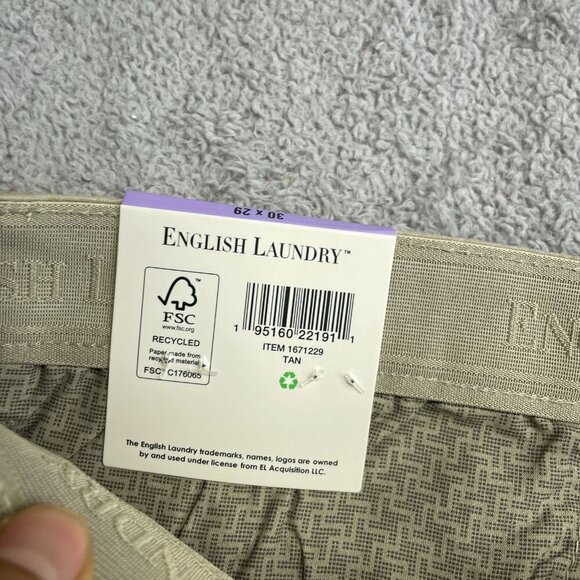 30 x 29
ENGLISH LAUNDRY™
FSC
www.fsc.org
RECYCLED
Paper made from
recycled material
FSC® C176065
1 95160 22191 1
ITEM 1671229
TAN
The English Laundry trademarks, names, logos are owned
by and used under license from EL Acquisition LLC.
SH L
EN